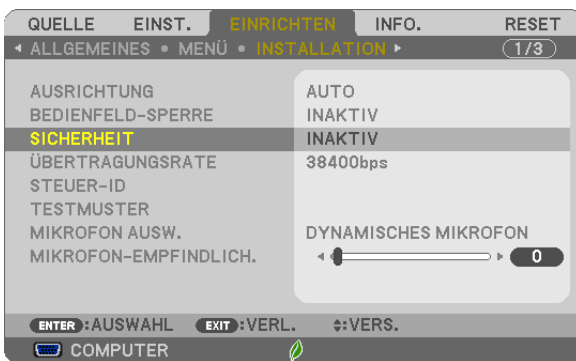 QUELLE EINST. EINRICHTEN INFO. RESET
ALLGEMEINES • MENÜ • INSTALLATION 1/3
AUSRICHTUNG AUTO
BEDIENFELD-SPERRE INAKTIV
SICHERHEIT INAKTIV
ÜBERTRAGUNGSRATE 38400bps
STEUER-ID
TESTMUSTER
MIKROFON AUSW. DYNAMISCHES MIKROFON
MIKROFON-EMPFINDLICH. 0
ENTER :AUSWAHL EXIT :VERL. :VERS.
COMPUTER